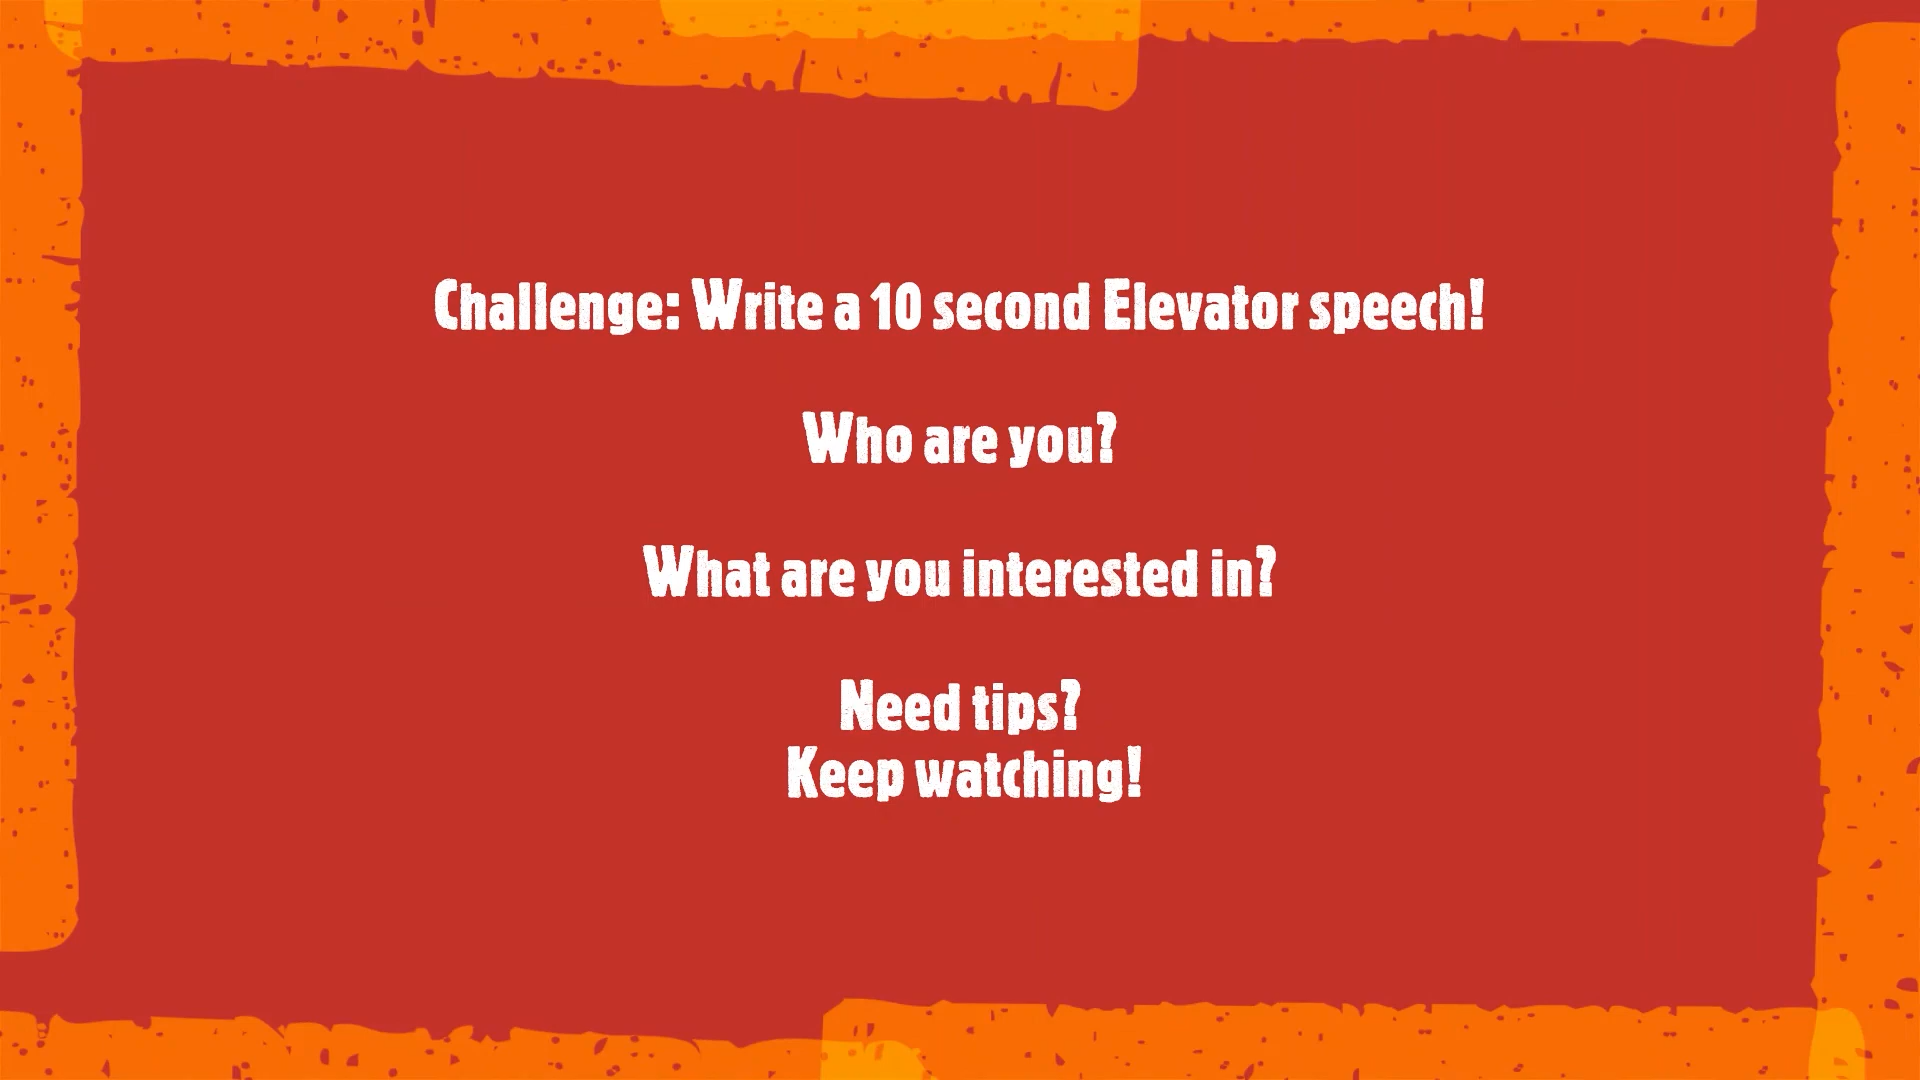 Challenge: Write a 10 second Elevator speech!
Who are you?
What are you interested in?
Need tips?
Keep watching!